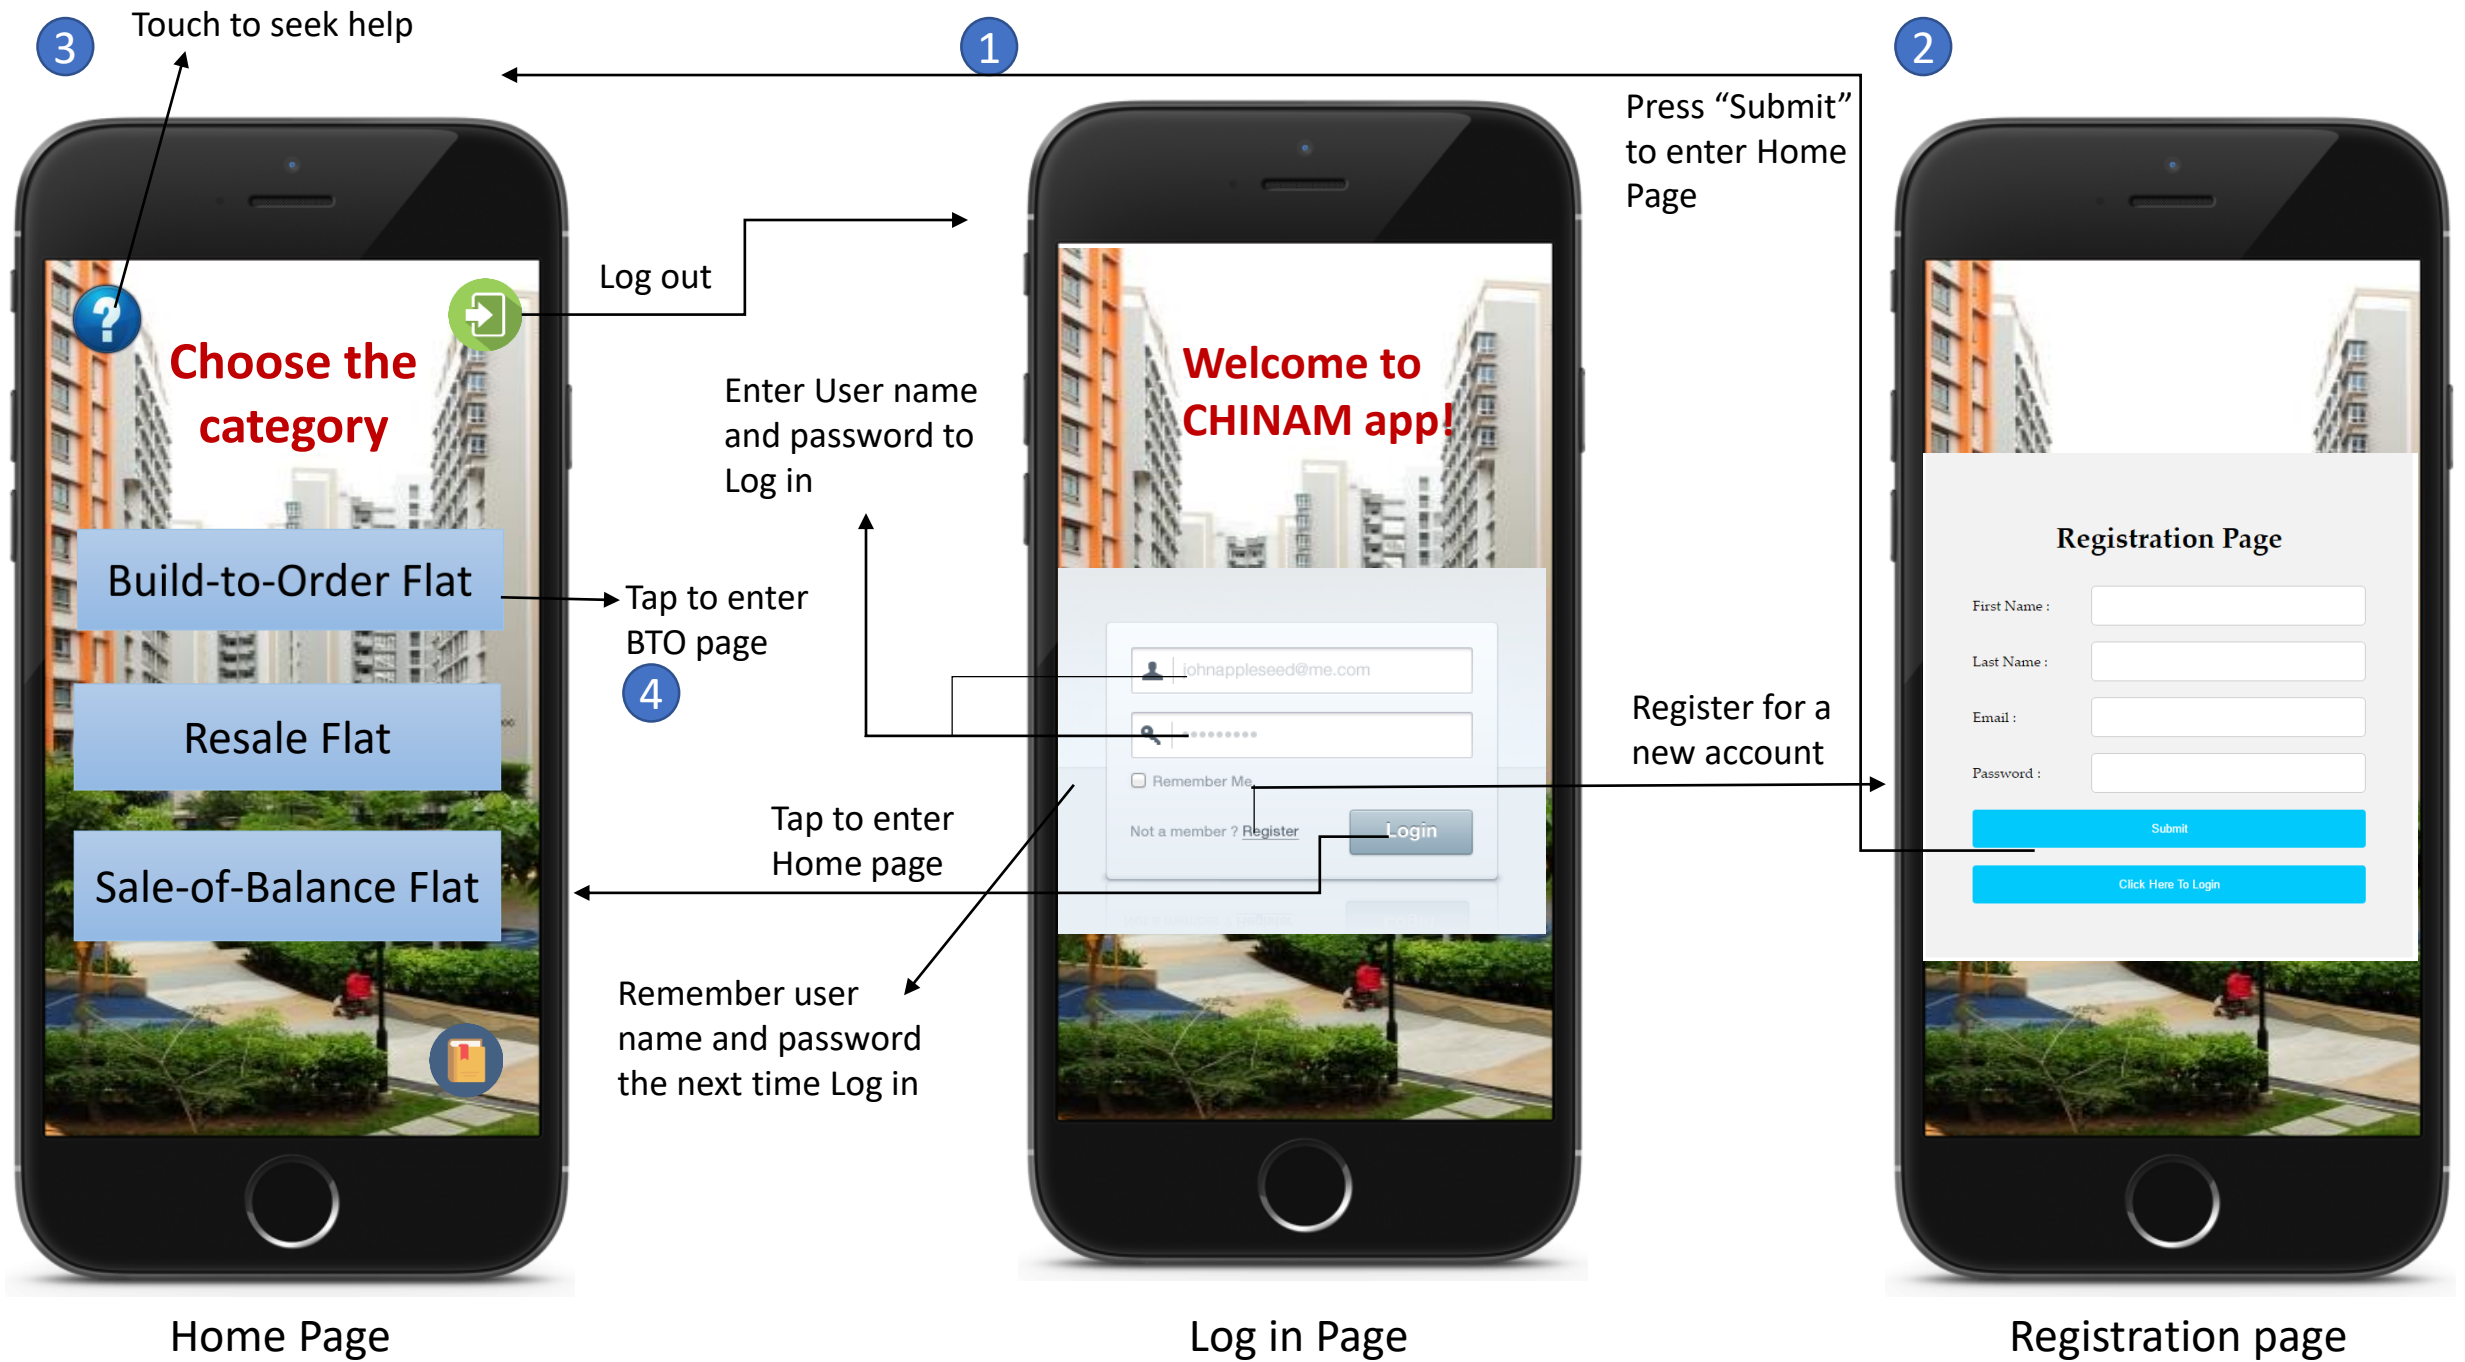 3
Touch to seek help
1
2
Press “Submit”
to enter Home
Page
Log out
Choose the
category
Build-to-Order Flat
Resale Flat
Sale-of-Balance Flat
Enter User name
and password to
Log in
Tap to enter
BTO page
4
Tap to enter
Home page
Remember user
name and password
the next time Log in
Welcome to
CHINAM app!
johnappleseed@me.com
Remember Me
Not a member ? Register
Login
Register for a
new account
Registration Page
First Name :
Last Name :
Email :
Password :
Submit
Click Here To Login
Home Page
Log in Page
Registration page